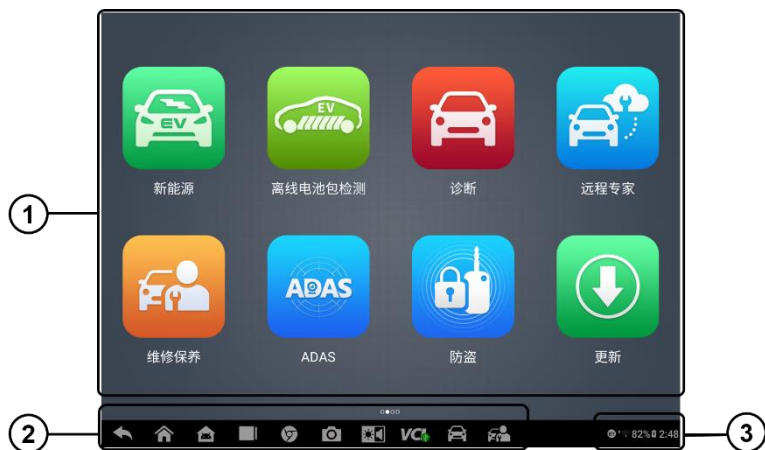 EV
EV
新能源
离线电池包检测
诊断
远程专家
1
ADAS
维修保养
ADAS
防盗
更新
2
VCI
82%
2:48
3